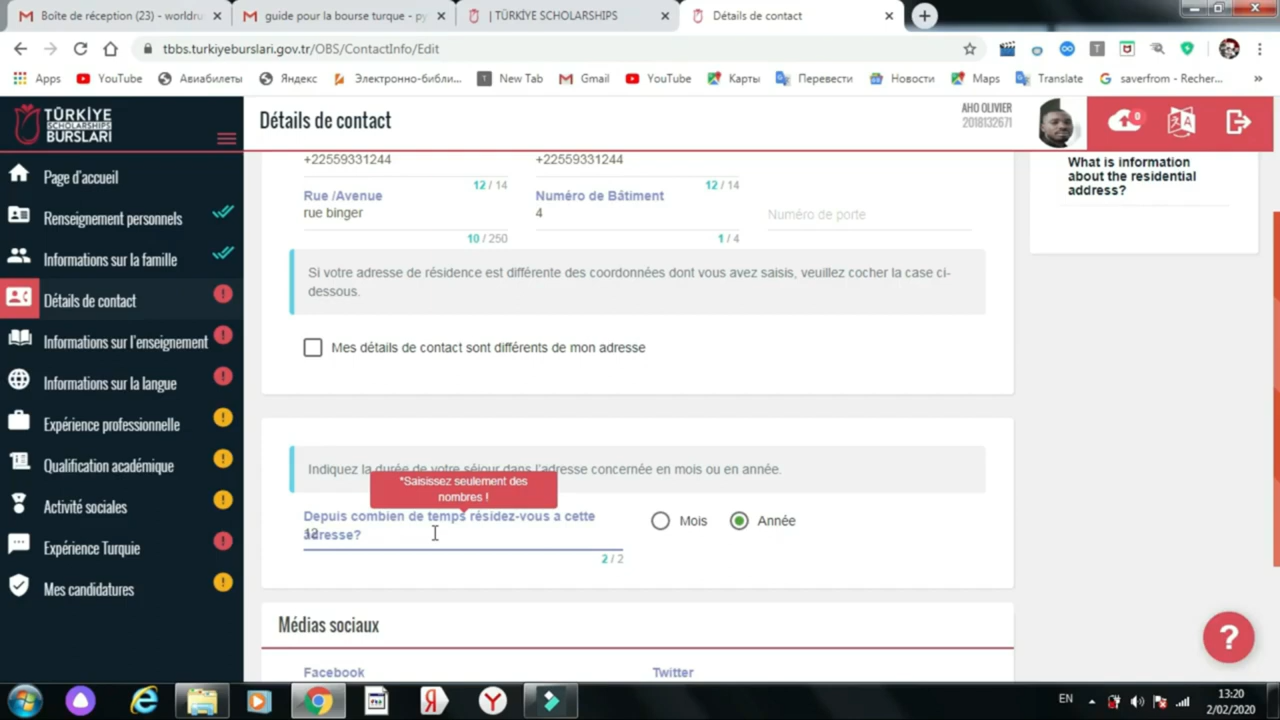 Boîte de réception (23) - worldru
guide pour la bourse turque - py
| TÜRKİYE SCHOLARSHIPS
Détails de contact
tbbs.turkiyeburslari.gov.tr/OBS/ContactInfo/Edit
Apps
YouTube
Авиабилеты
Яндекс
Электронно-библи...
New Tab
Gmail
YouTube
Карты
Перевести
Новости
Maps
Translate
saverfrom - Recher...
»
TÜRKİYE
SCHOLARSHIPS
BURSLARI
Page d'accueil
Renseignement personnels
Informations sur la famille
Détails de contact
Informations sur l'enseignement
Informations sur la langue
Expérience professionnelle
Qualification académique
Activité sociales
Expérience Turquie
Mes candidatures
Détails de contact
AHO OLIVIER
2018132671
0
+22559331244
+22559331244
12 / 14
12 / 14
Rue /Avenue
Numéro de Bâtiment
rue binger
4
Numéro de porte
10 / 250
1 / 4
Si votre adresse de résidence est différente des coordonnées dont vous avez saisis, veuillez cocher la case ci-
dessous.
Mes détails de contact sont différents de mon adresse
Indiquez la durée de votre séjour dans l'adresse concernée en mois ou en année.
*Saisissez seulement des
nombres !
Depuis combien de temps résidez-vous a cette
adresse?
12
2 / 2
Mois
Année
Médias sociaux
Facebook
Twitter
What is information
about the residential
address?
?
EN
13:20
2/02/2020